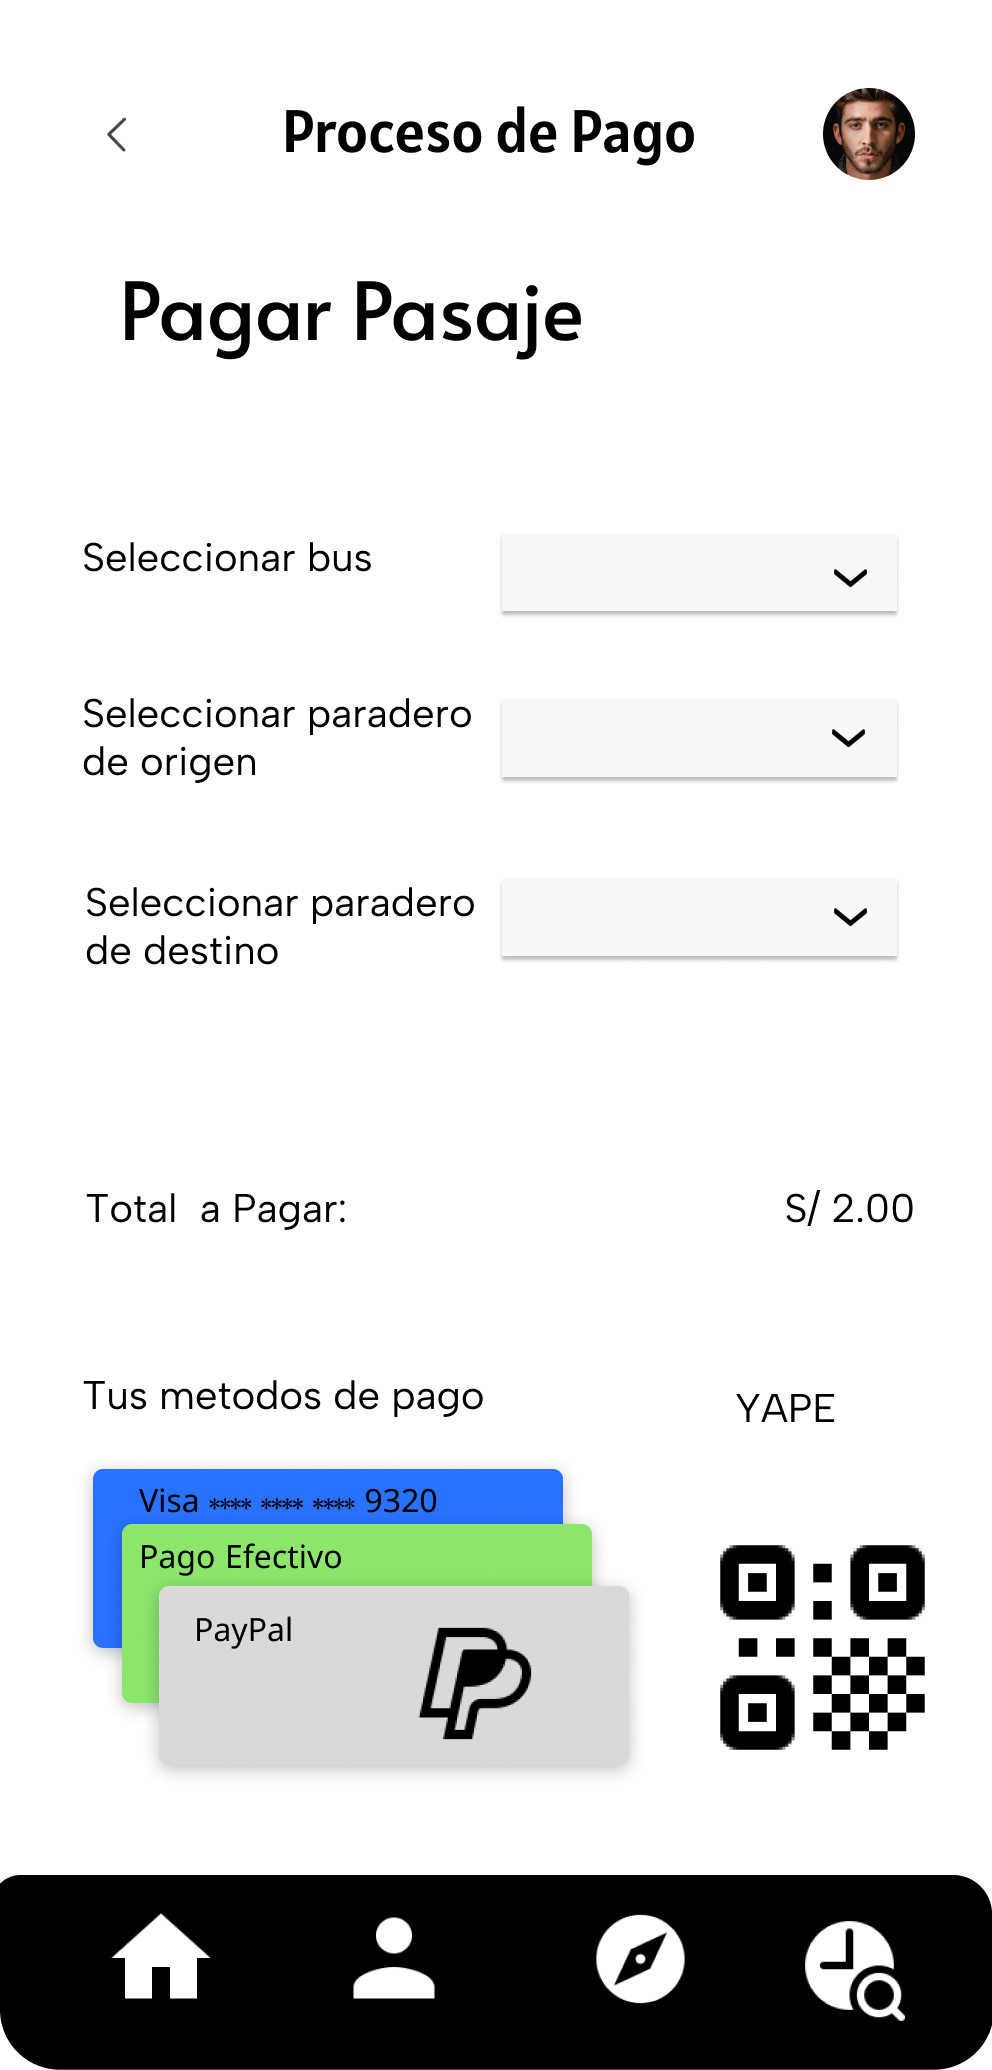 Proceso de Pago
Pagar Pasaje
Seleccionar bus
Seleccionar paradero
de origen
Seleccionar paradero
de destino
Total  a Pagar:
S/ 2.00
Tus metodos de pago
YAPE
Visa **** **** **** 9320
Pago Efectivo
PayPal